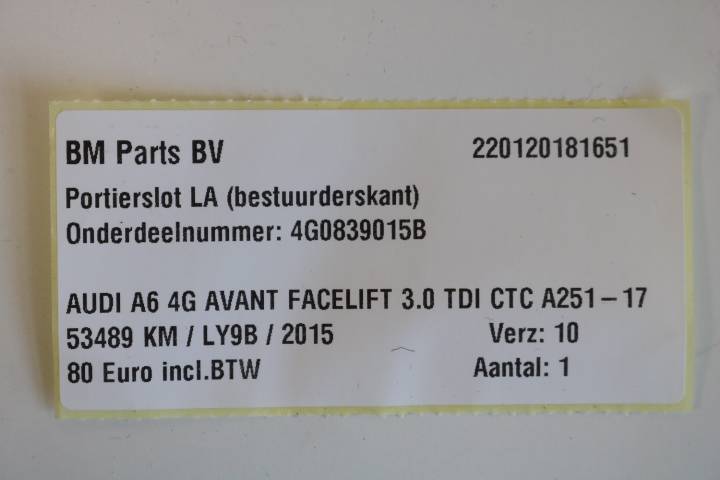 BM Parts BV 220120181651
Portierslot LA (bestuurderskant)
Onderdeelnummer: 4G0839015B
AUDI A6 4G AVANT FACELIFT 3.0 TDI CTC A251-17
53489 KM / LY9B / 2015 Verz: 10
80 Euro incl.BTW Aantal: 1